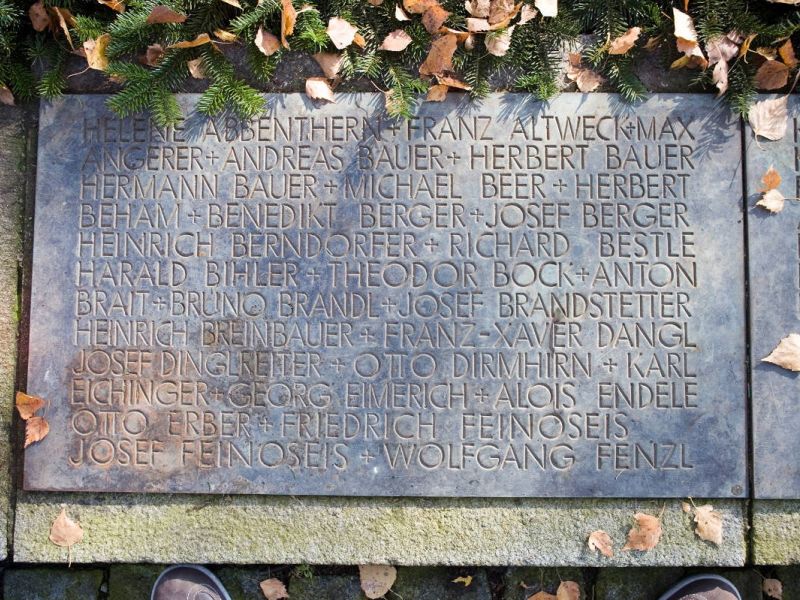 HELENE ABBENTHERN+FRANZ ALTWECK+MAX
ANGERER+ANDREAS BAUER+HERBERT BAUER
HERMANN BAUER+MICHAEL BEER+HERBERT
BEHAM+BENEDIKT BERGER+JOSEF BERGER
HEINRICH BERNDORFER+RICHARD BESTLE
HARALD BIHLER+THEODOR BOCK+ANTON
BRAIT+BRUNO BRANDL+JOSEF BRANDSTETTER
HEINRICH BREINBAUER+FRANZ-XAVER DANGL
JOSEF DINGLREITER+OTTO DIRMHIRN+KARL
EICHINGER+GEORG EIMERICH+ALOIS ENDELE
OTTO ERBER+FRIEDRICH FEINOSEIS
JOSEF FEINOSEIS+WOLFGANG FENZL